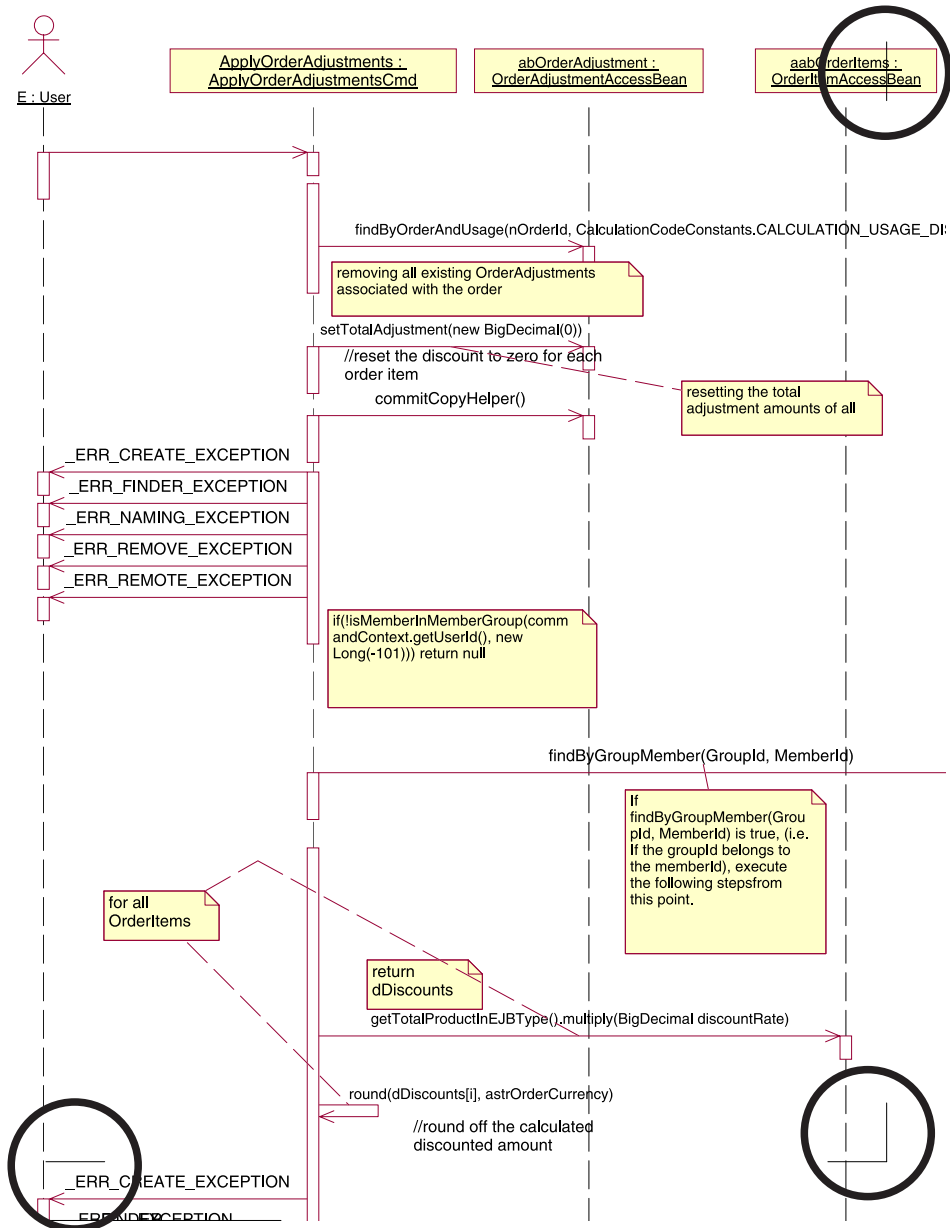 E : User
ApplyOrderAdjustments :
ApplyOrderAdjustmentsCmd
abOrderAdjustment :
OrderAdjustmentAccessBean
aabOrderItems :
OrderItemAccessBean
findByOrderAndUsage(nOrderId, CalculationCodeConstants.CALCULATION_USAGE_DI
removing all existing OrderAdjustments
associated with the order
setTotalAdjustment(new BigDecimal(0))
//reset the discount to zero for each
order item
resetting the total
adjustment amounts of all
commitCopyHelper()
_ERR_CREATE_EXCEPTION
_ERR_FINDER_EXCEPTION
_ERR_NAMING_EXCEPTION
_ERR_REMOVE_EXCEPTION
_ERR_REMOTE_EXCEPTION
if(!isMemberInMemberGroup(comm
andContext.getUserId(), new
Long(-101))) return null
findByGroupMember(GroupId, MemberId)
If
findByGroupMember(Grou
pId, MemberId) is true, (i.e.
If the groupId belongs to
the memberId), execute
the following stepsfrom
this point.
for all
OrderItems
return
dDiscounts
getTotalProductInEJBType().multiply(BigDecimal discountRate)
round(dDiscounts[i], astrOrderCurrency)
//round off the calculated
discounted amount
_ERR_CREATE_EXCEPTION